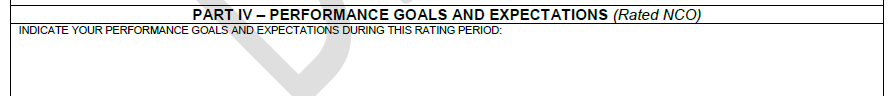 PART IV – PERFORMANCE GOALS AND EXPECTATIONS (Rated NCO)
INDICATE YOUR PERFORMANCE GOALS AND EXPECTATIONS DURING THIS RATING PERIOD: